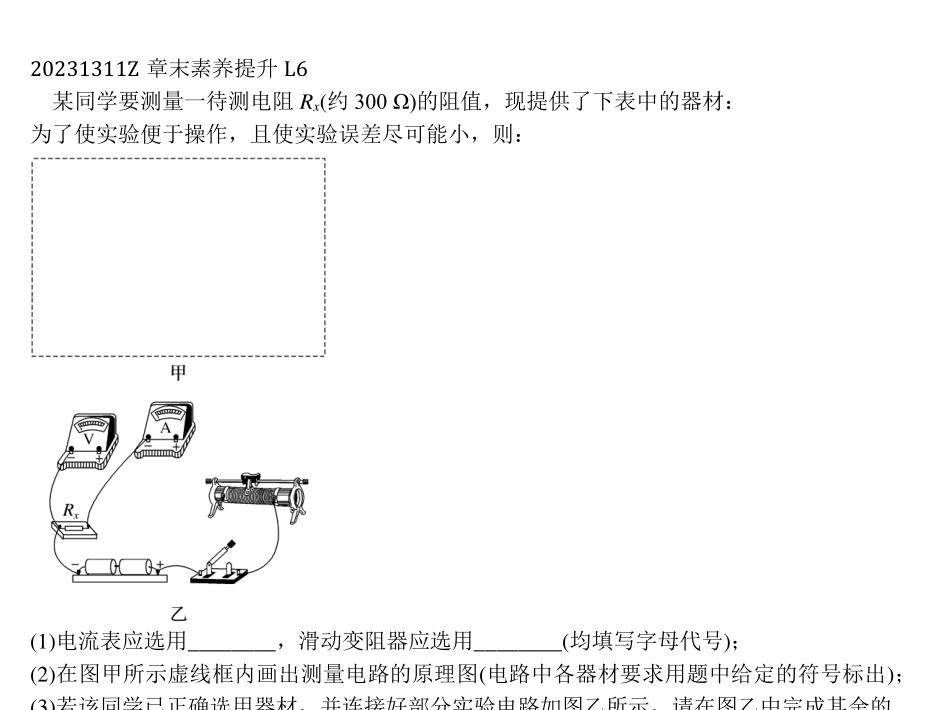 20231311Z 章末素养提升 L6
某同学要测量一待测电阻 Rx(约 300 Ω)的阻值，现提供了下表中的器材：
为了使实验便于操作，且使实验误差尽可能小，则：
甲
V
A
－ ＋
－ ＋
Rx
－ ＋
乙
(1)电流表应选用________，滑动变阻器应选用________(均填写字母代号)；
(2)在图甲所示虚线框内画出测量电路的原理图(电路中各器材要求用题中给定的符号标出)；
(3)若该同学已正确选用器材，并连接好部分实验电路如图乙所示，请在图乙中完成其余的